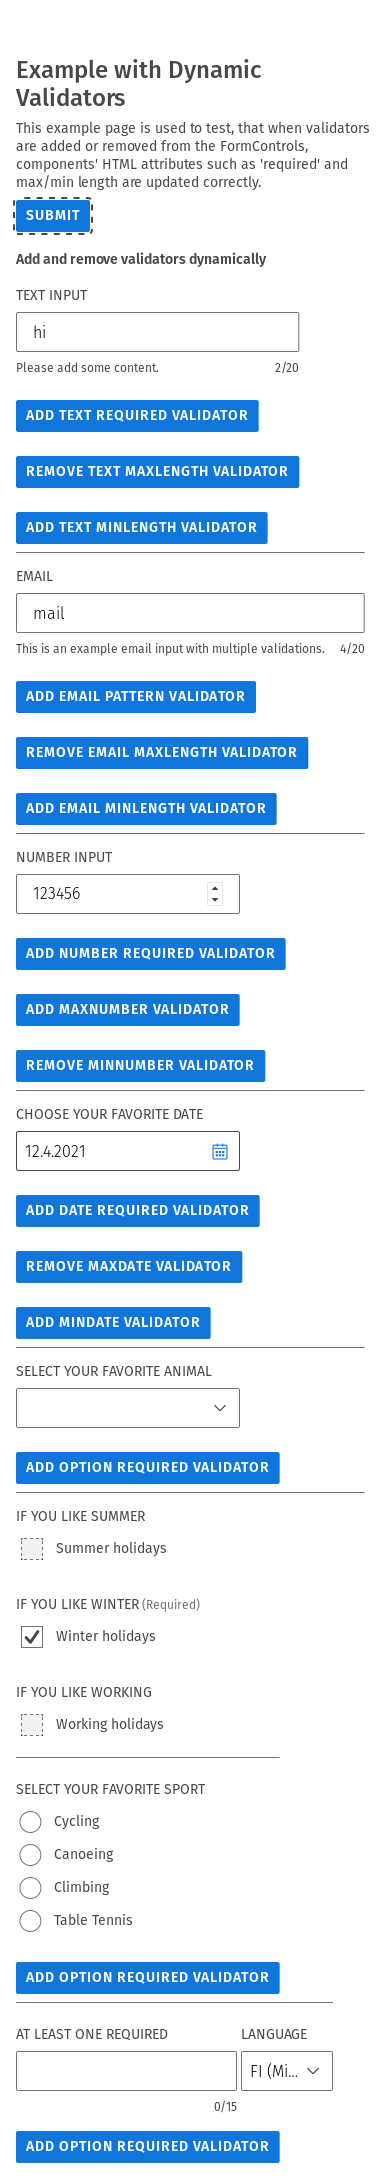 Example with Dynamic
Validators
This example page is used to test, that when validators
are added or removed from the FormControls,
components' HTML attributes such as 'required' and
max/min length are updated correctly.
SUBMIT
Add and remove validators dynamically
TEXT INPUT
hi
Please add some content. 2/20
ADD TEXT REQUIRED VALIDATOR
REMOVE TEXT MAXLENGTH VALIDATOR
ADD TEXT MINLENGTH VALIDATOR
EMAIL
mail
This is an example email input with multiple validations. 4/20
ADD EMAIL PATTERN VALIDATOR
REMOVE EMAIL MAXLENGTH VALIDATOR
ADD EMAIL MINLENGTH VALIDATOR
NUMBER INPUT
123456
ADD NUMBER REQUIRED VALIDATOR
ADD MAXNUMBER VALIDATOR
REMOVE MINNUMBER VALIDATOR
CHOOSE YOUR FAVORITE DATE
12.4.2021
ADD DATE REQUIRED VALIDATOR
REMOVE MAXDATE VALIDATOR
ADD MINDATE VALIDATOR
SELECT YOUR FAVORITE ANIMAL
ADD OPTION REQUIRED VALIDATOR
IF YOU LIKE SUMMER
Summer holidays
IF YOU LIKE WINTER (Required)
Winter holidays
IF YOU LIKE WORKING
Working holidays
SELECT YOUR FAVORITE SPORT
Cycling
Canoeing
Climbing
Table Tennis
ADD OPTION REQUIRED VALIDATOR
AT LEAST ONE REQUIRED LANGUAGE
FI (Mi...
0/15
ADD OPTION REQUIRED VALIDATOR